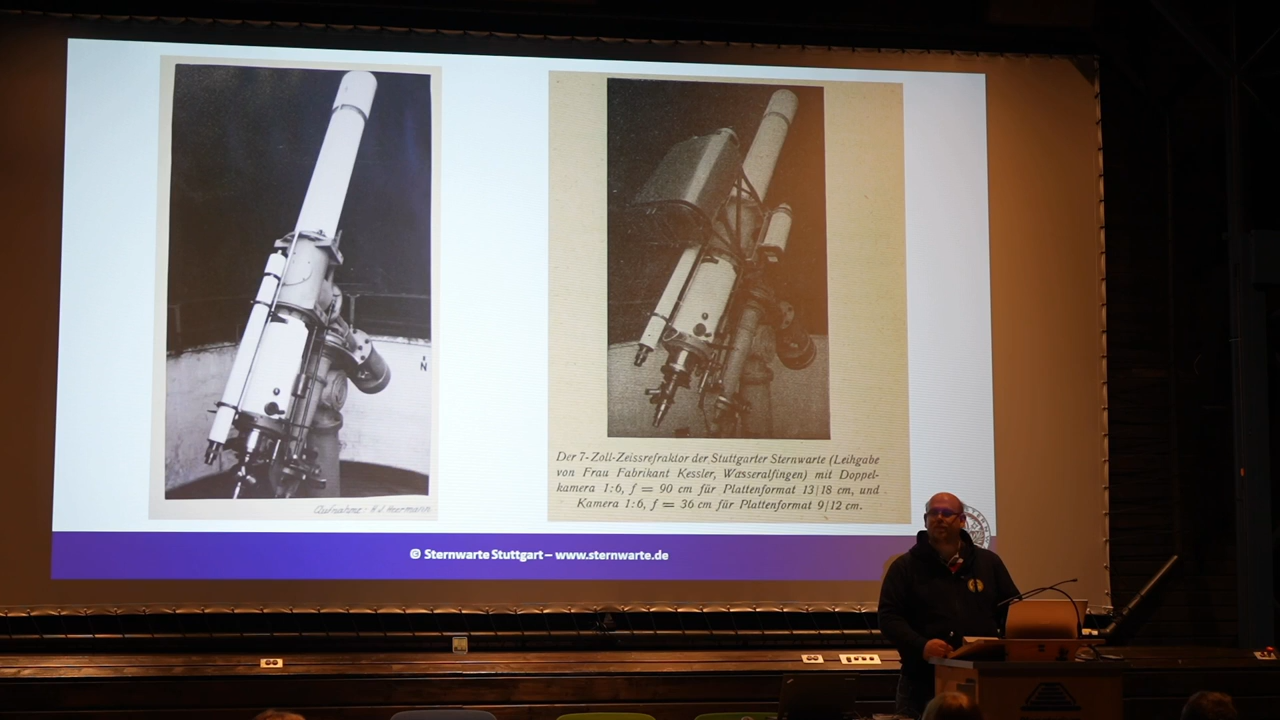 N
Aufnahme: H.J. Heermann
Der 7-Zoll-Zeissrefraktor der Stuttgarter Sternwarte (Leihgabe
von Frau Fabrikant Kessler, Wasseralfingen) mit Doppel-
kamera 1:6, f = 90 cm für Plattenformat 13|18 cm, und
Kamera 1:6, f = 36 cm für Plattenformat 9|12 cm.
© Sternwarte Stuttgart – www.sternwarte.de